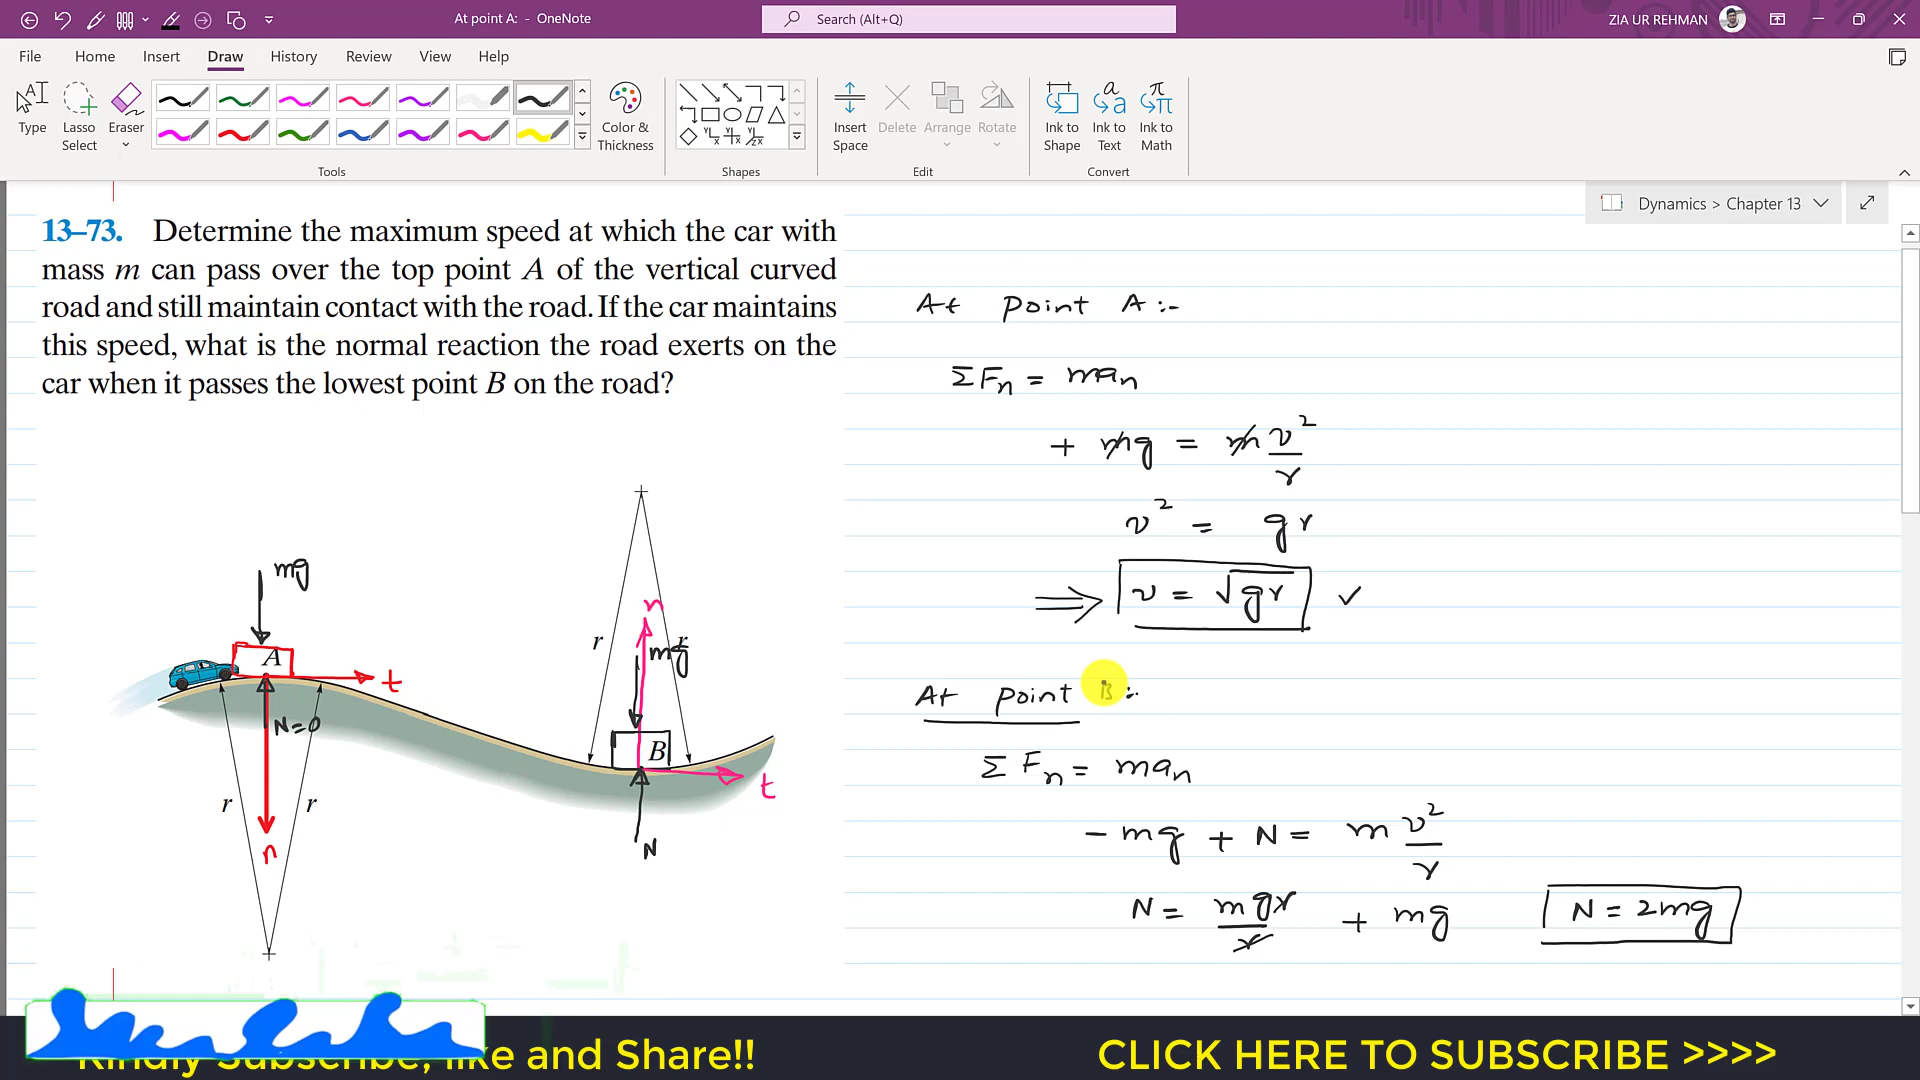 At point A: - OneNote
Search (Alt+Q)
ZIA UR REHMAN
File Home Insert Draw History Review View Help
Type
Lasso Select
Eraser
Color & Thickness
Insert Space
Delete
Arrange
Rotate
Ink to Shape
Ink to Text
Ink to Math
Tools Shapes Edit Convert
Dynamics > Chapter 13
13–73. Determine the maximum speed at which the car with
mass m can pass over the top point A of the vertical curved
road and still maintain contact with the road. If the car maintains
this speed, what is the normal reaction the road exerts on the
car when it passes the lowest point B on the road?
mg
A
t
N=0
r
r
n
r
r
n
mg
B
t
N
At point A :-
ΣFn = man
+ mg = m v²/r
v² = gr
⇒ v = √gr ✓
At point B :-
Σ Fn = man
- mg + N = m v²/r
N = mgr/r + mg
N = 2mg
Kindly Subscribe, like and Share!!
CLICK HERE TO SUBSCRIBE >>>>